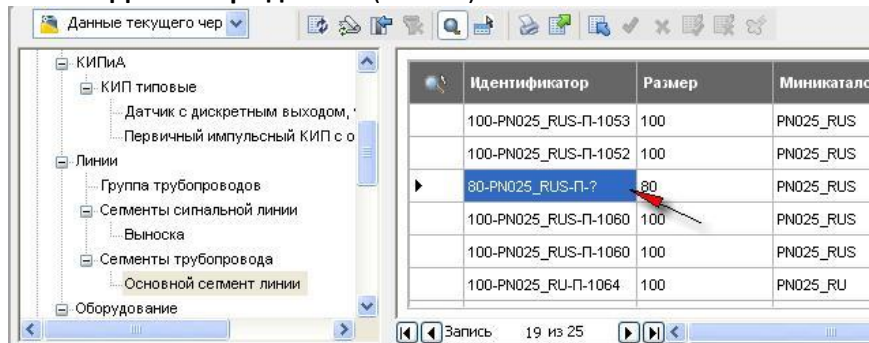 Данные текущего чер
КИПиА
КИП типовые
Датчик с дискретным выходом,
Первичный импульсный КИП с о
Линии
Группа трубопроводов
Сегменты сигнальной линии
Выноска
Сегменты трубопровода
Основной сегмент линии
Оборудование
Идентификатор Размер Миникатало
100-PN025_RUS-П-1053 100 PN025_RUS
100-PN025_RUS-П-1052 100 PN025_RUS
80-PN025_RUS-П-? 80 PN025_RUS
100-PN025_RUS-П-1060 100 PN025_RUS
100-PN025_RUS-П-1060 100 PN025_RUS
100-PN025_RU-П-1064 100 PN025_RU
Запись 19 из 25